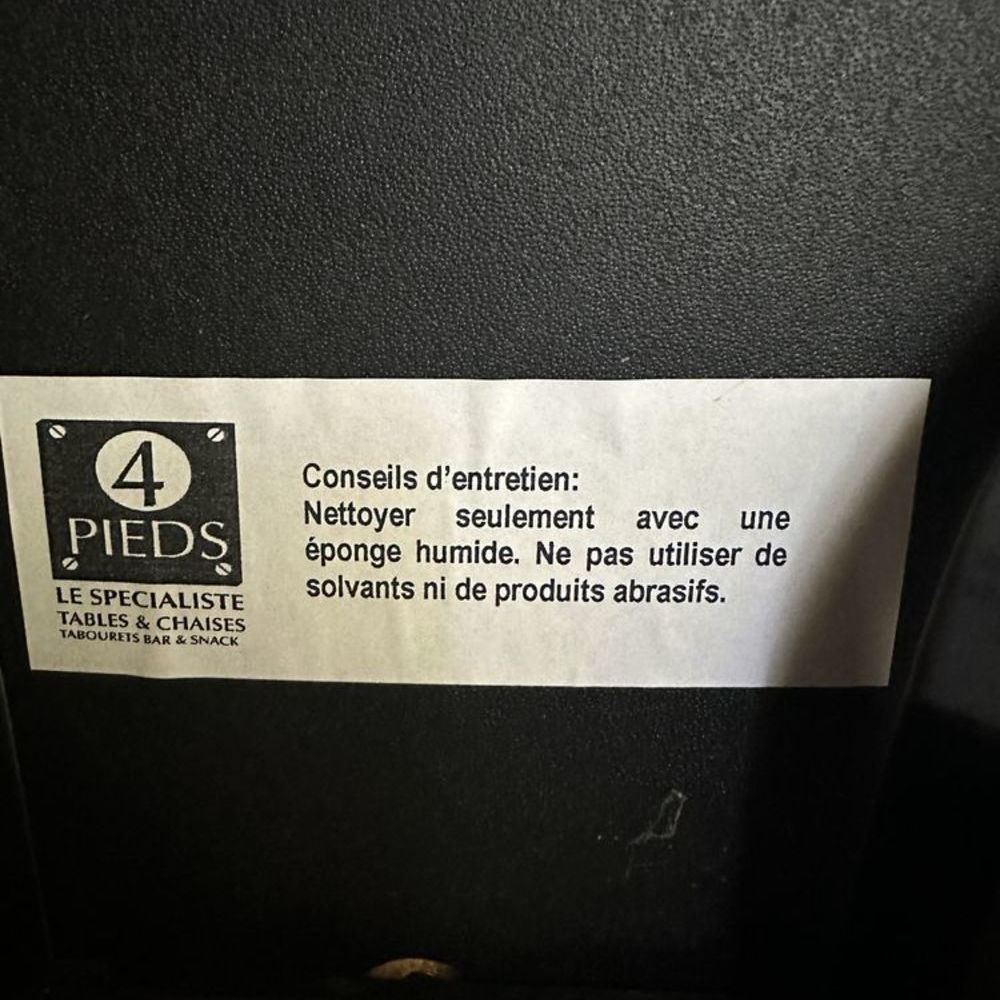 4
PIEDS
LE SPECIALISTE
TABLES & CHAISES
TABOURETS BAR & SNACK
Conseils d'entretien:
Nettoyer seulement avec une
éponge humide. Ne pas utiliser de
solvants ni de produits abrasifs.